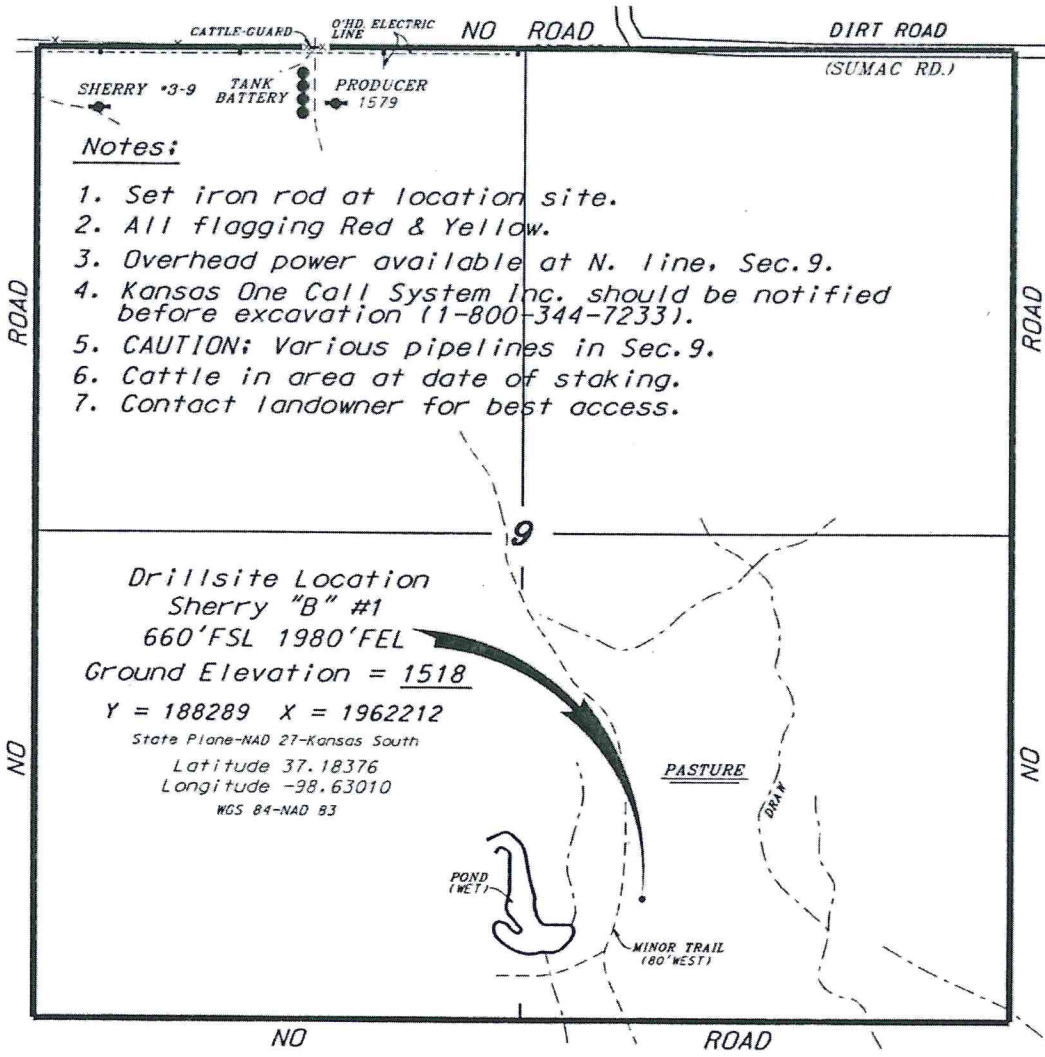 CATTLE-GUARD
O'HD. ELECTRIC
LINE
NO ROAD
DIRT ROAD
(SUMAC RD.)
SHERRY #3-9
TANK
BATTERY
PRODUCER
1579
Notes:
1. Set iron rod at location site.
2. All flagging Red & Yellow.
3. Overhead power available at N. line, Sec.9.
4. Kansas One Call System Inc. should be notified
before excavation (1-800-344-7233).
5. CAUTION: Various pipelines in Sec.9.
6. Cattle in area at date of staking.
7. Contact landowner for best access.
ROAD
ROAD
9
Drillsite Location
Sherry "B" #1
660'FSL 1980'FEL
Ground Elevation = 1518
Y = 188289 X = 1962212
State Plane-NAD 27-Kansas South
Latitude 37.18376
Longitude -98.63010
WGS 84-NAD 83
NO
NO
PASTURE
DRAW
POND
(WET)
MINOR TRAIL
(80'WEST)
NO
ROAD